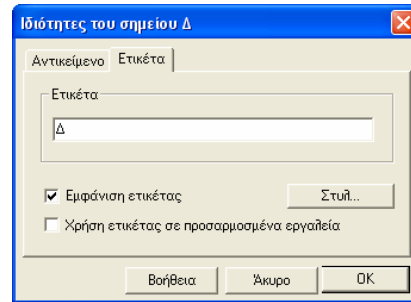 Ιδιότητες του σημείου Δ
Αντικείμενο Ετικέτα
Ετικέτα
Δ
Εμφάνιση ετικέτας Στυλ...
Χρήση ετικέτας σε προσαρμοσμένα εργαλεία
Βοήθεια Άκυρο OK